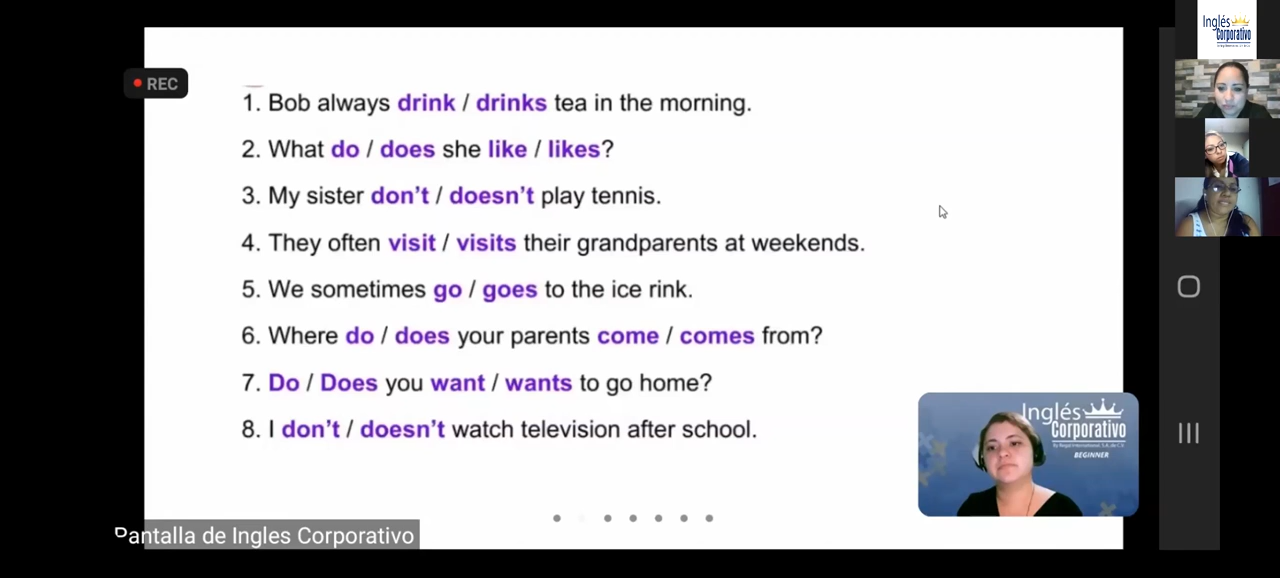 REC
1. Bob always drink / drinks tea in the morning.
2. What do / does she like / likes?
3. My sister don't / doesn't play tennis.
4. They often visit / visits their grandparents at weekends.
5. We sometimes go / goes to the ice rink.
6. Where do / does your parents come / comes from?
7. Do / Does you want / wants to go home?
8. I don't / doesn't watch television after school.
Inglés
Corporativo
BEGINNER
Pantalla de Ingles Corporativo
Inglés
Corporativo